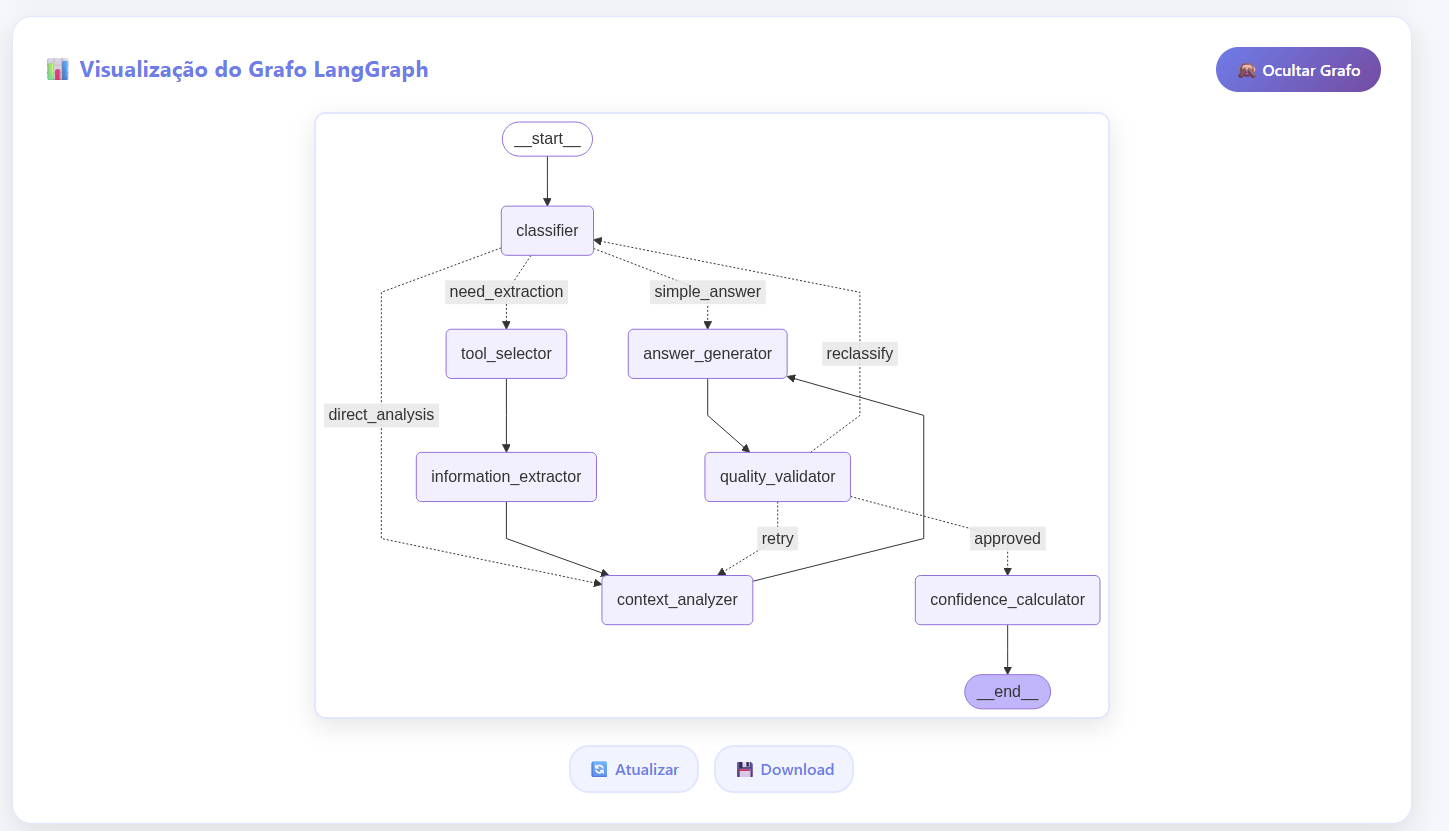 Visualização do Grafo LangGraph
Ocultar Grafo
__start__
classifier
need_extraction
simple_answer
tool_selector
answer_generator
reclassify
direct_analysis
information_extractor
quality_validator
retry
approved
context_analyzer
confidence_calculator
__end__
Atualizar
Download